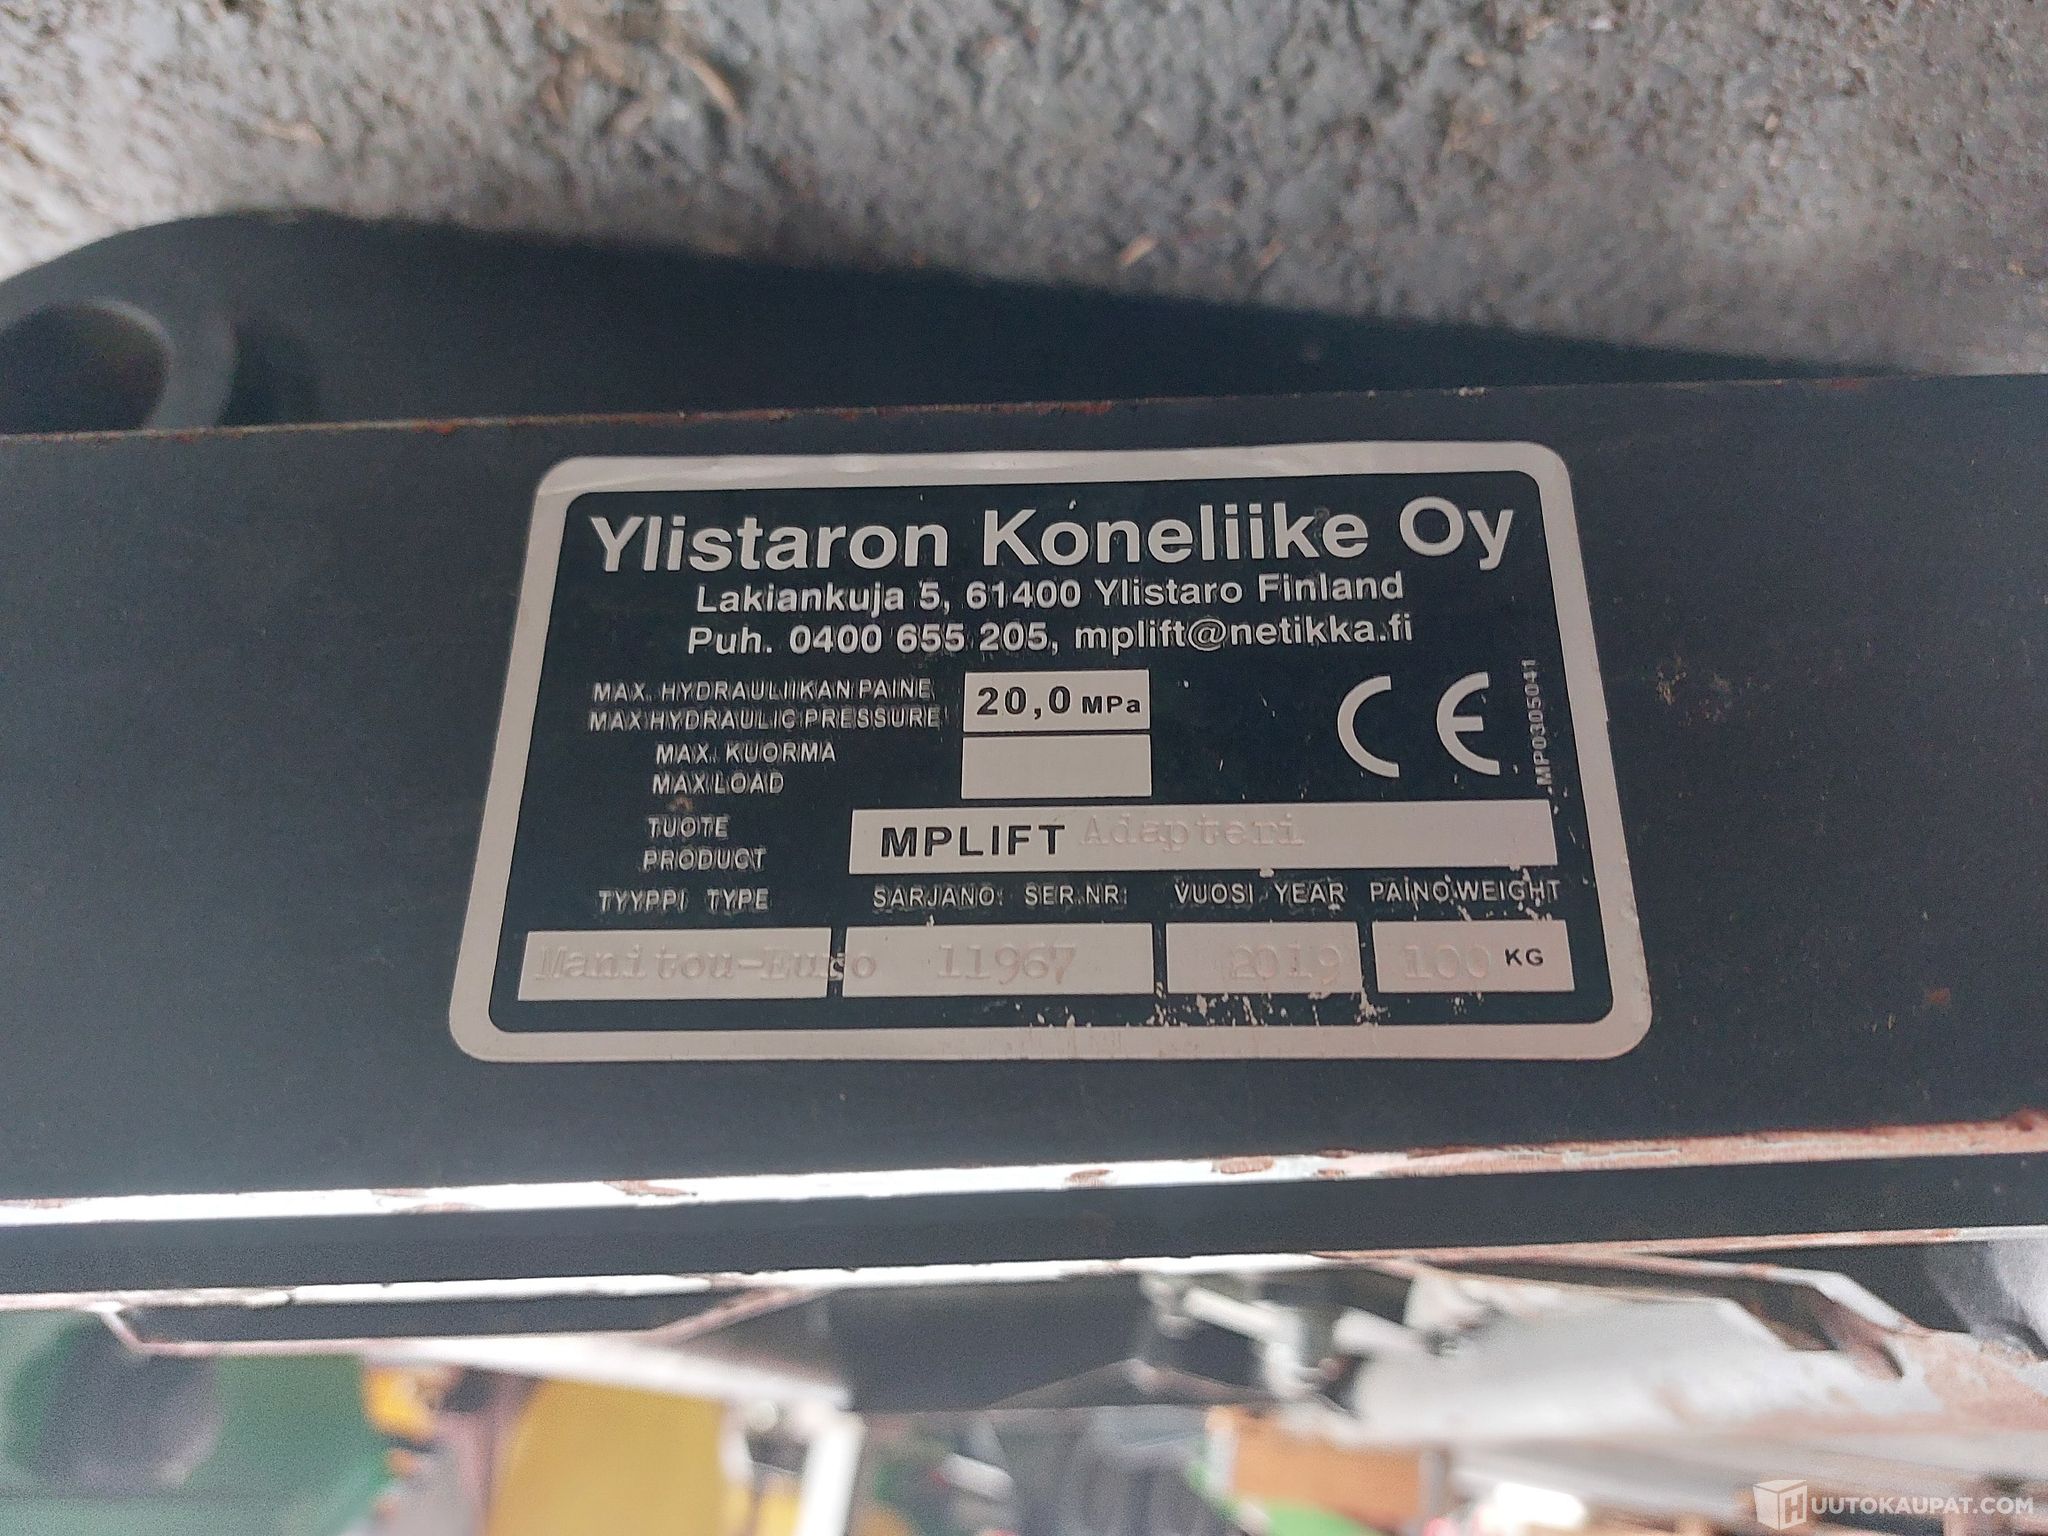 Ylistaron Koneliike Oy
Lakiankuja 5, 61400 Ylistaro Finland
Puh. 0400 655 205, mplift@netikka.fi
MAX. HYDRAULIIKAN PAINE
MAX HYDRAULIC PRESSURE
20,0 MPa
MAX. KUORMA
MAX LOAD
CE
MP0305041
TUOTE
PRODUCT
MPLIFT Adapteri
TYYPPI TYPE
SARJANO: SER.NR:
VUOSI YEAR
PAINO.WEIGHT
Manitou-Euro
11967
2019
100 KG
HUUTOKAUPAT.COM